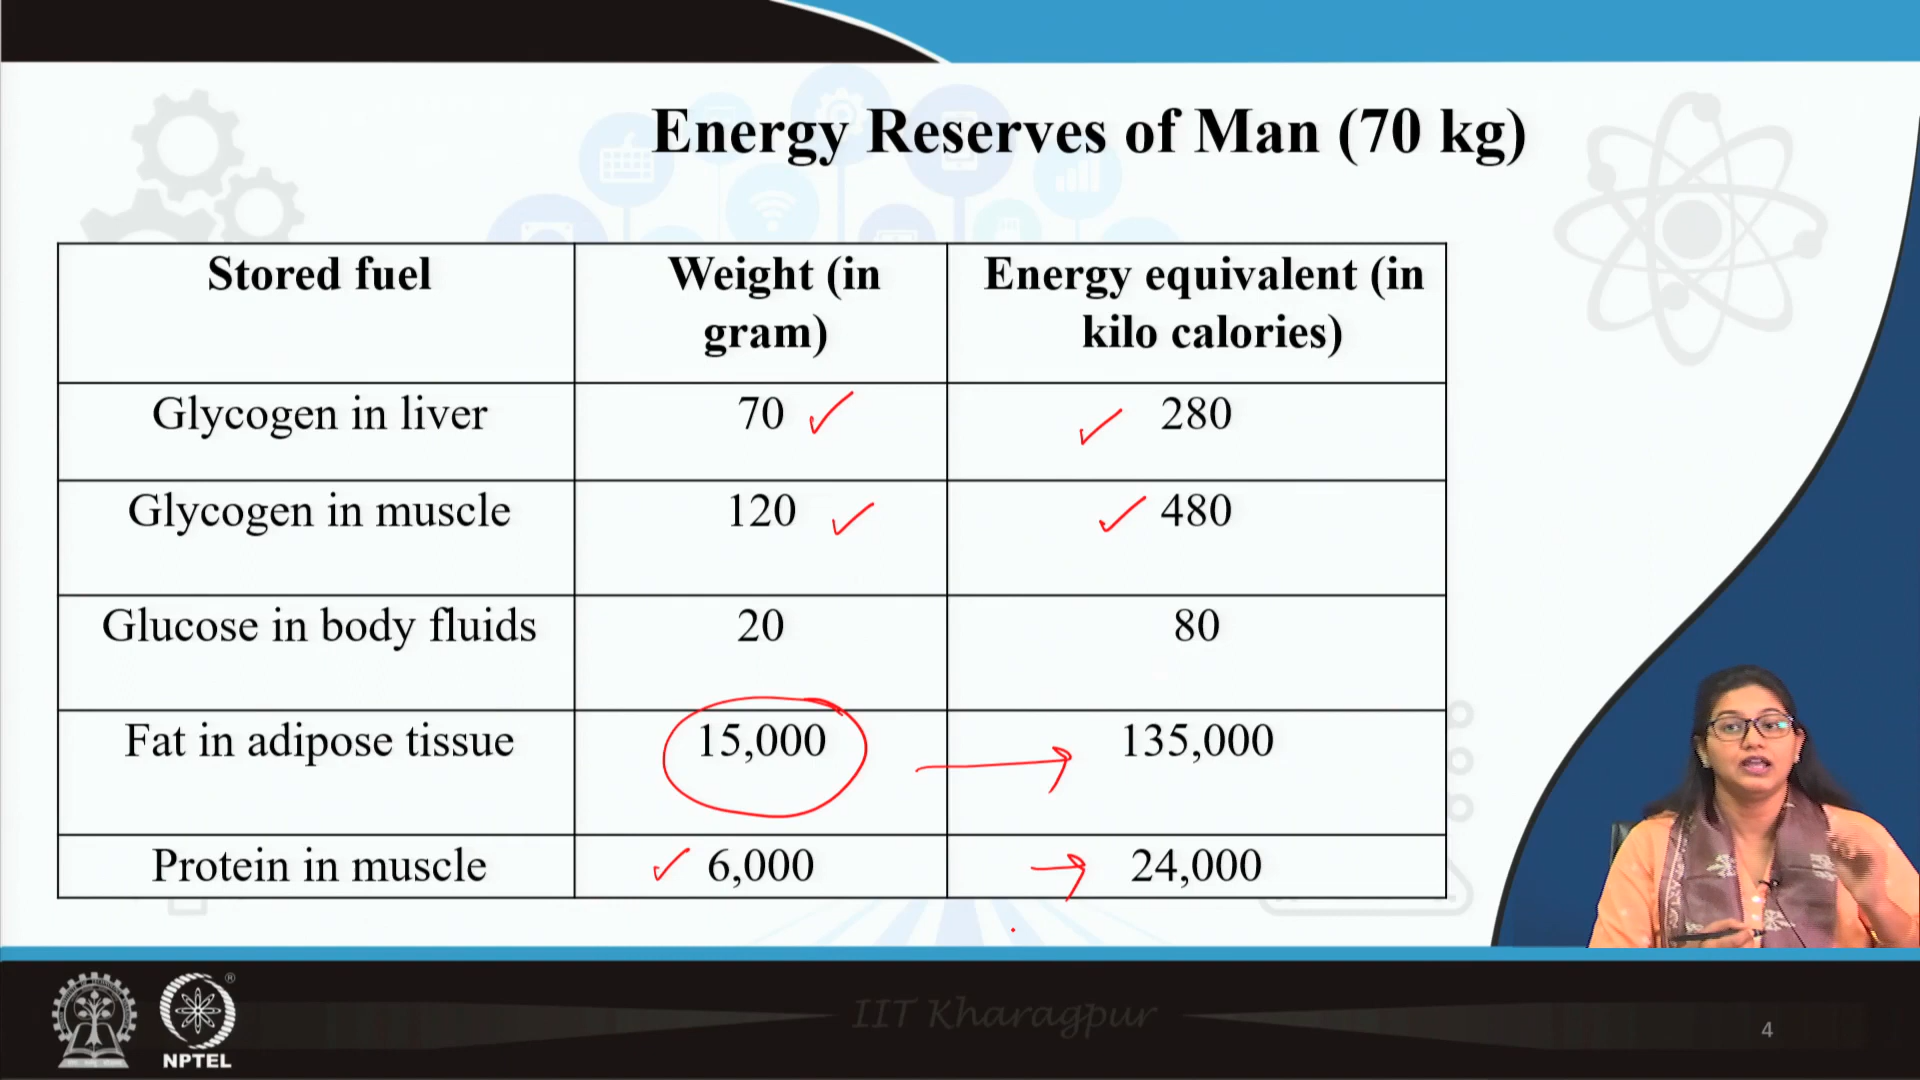 Energy Reserves of Man (70 kg)
Stored fuel
Weight (in
gram)
Energy equivalent (in
kilo calories)
Glycogen in liver
70
280
Glycogen in muscle
120
480
Glucose in body fluids
20
80
Fat in adipose tissue
15,000
135,000
Protein in muscle
6,000
24,000
®
NPTEL
IIT Kharagpur
4